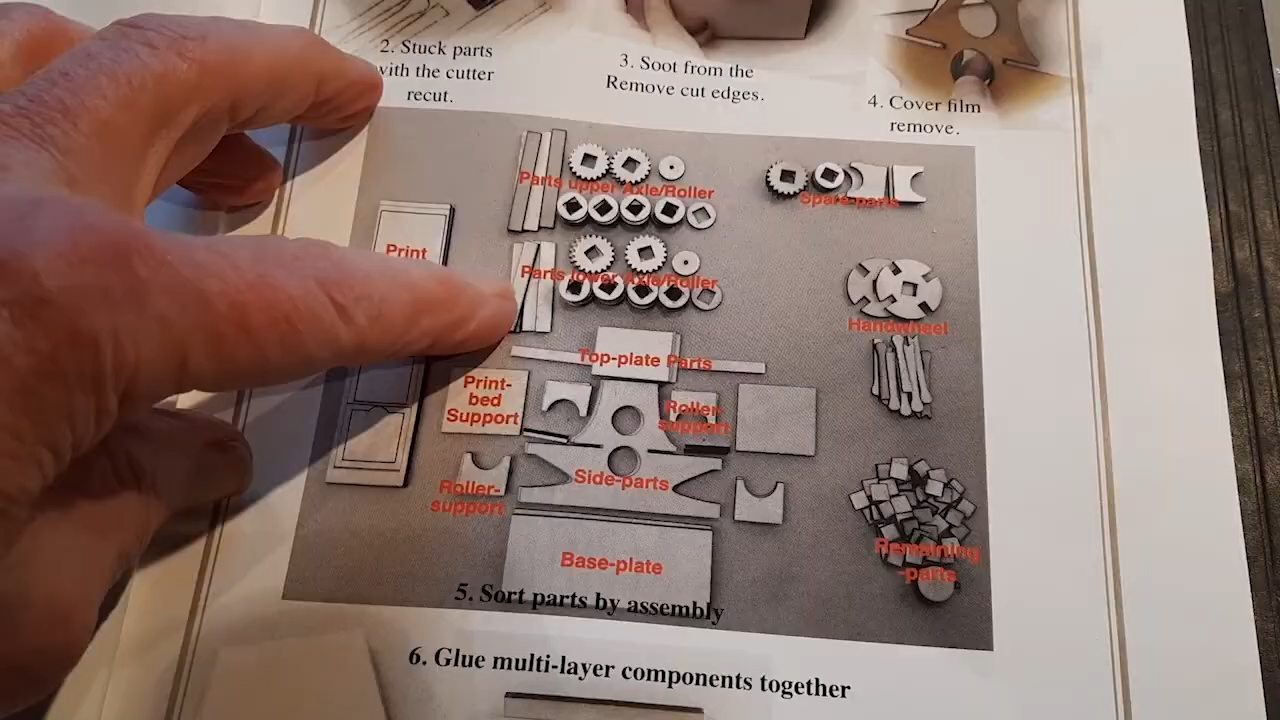 2. Stuck parts
with the cutter
recut.
3. Soot from the
Remove cut edges.
4. Cover film
remove.
Parts upper Axle/Roller
Spare-parts
Print
Parts lower Axle/Roller
Handwheel
Top-plate Parts
Print-
bed
Support
Roller-
support
Side-parts
Roller-
support
Base-plate
Remaining
-parts
5. Sort parts by assembly
6. Glue multi-layer components together